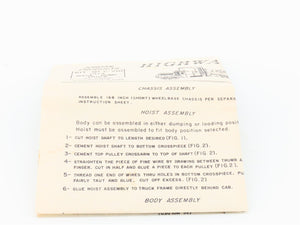 HIGHWA
CHASSIS ASSEMBLY
ASSEMBLE 168 INCH (SHORT) WHEELBASE CHASSIS PER SEPARA
INSTRUCTION SHEET.
HOIST ASSEMBLY
Body can be assembled in either dumping or loading posit
Hoist must be assembled to fit body position selected.
1- CUT HOIST SHAFT TO LENGTH DESIRED (FIG. 1).
2- CEMENT HOIST SHAFT TO BOTTOM CROSSPIECE (FIG. 2).
3- CEMENT TOP PULLEY CROSSARM TO TOP OF SHAFT (FIG. 2).
4- STRAIGHTEN THE PIECE OF FINE WIRE BY DRAWING BETWEEN THUMB A
FINGER. CUT IN HALF AND GLUE A PIECE TO EACH PULLEY (FIG. 2).
5- THREAD ONE END OF WIRES THRU HOLES IN BOTTOM CROSSPIECE. PU
FAIRLY TAUT AND GLUE. CUT OFF EXCESS. (FIG 2)
6- GLUE HOIST ASSEMBLY TO TRUCK FRAME DIRECTLY BEHIND CAB.
BODY ASSEMBLY